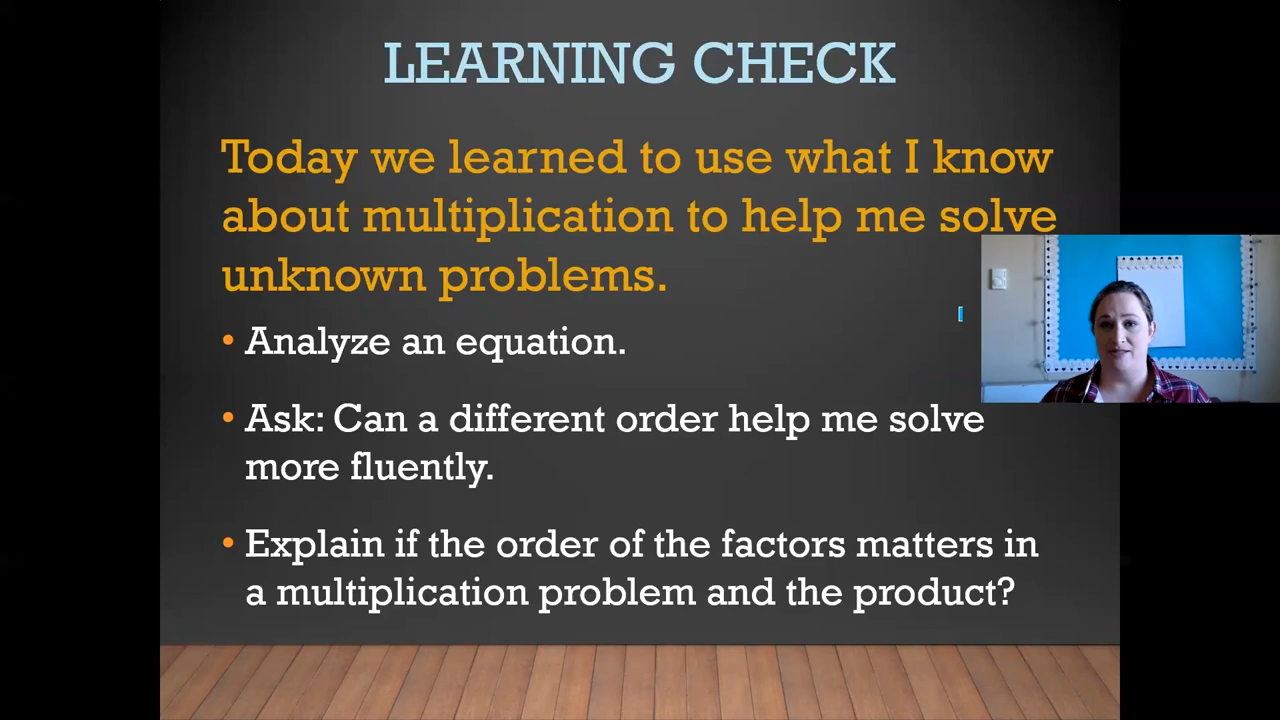 LEARNING CHECK
Today we learned to use what I know
about multiplication to help me solve
unknown problems.
• Analyze an equation.
• Ask: Can a different order help me solve
more fluently.
• Explain if the order of the factors matters in
a multiplication problem and the product?